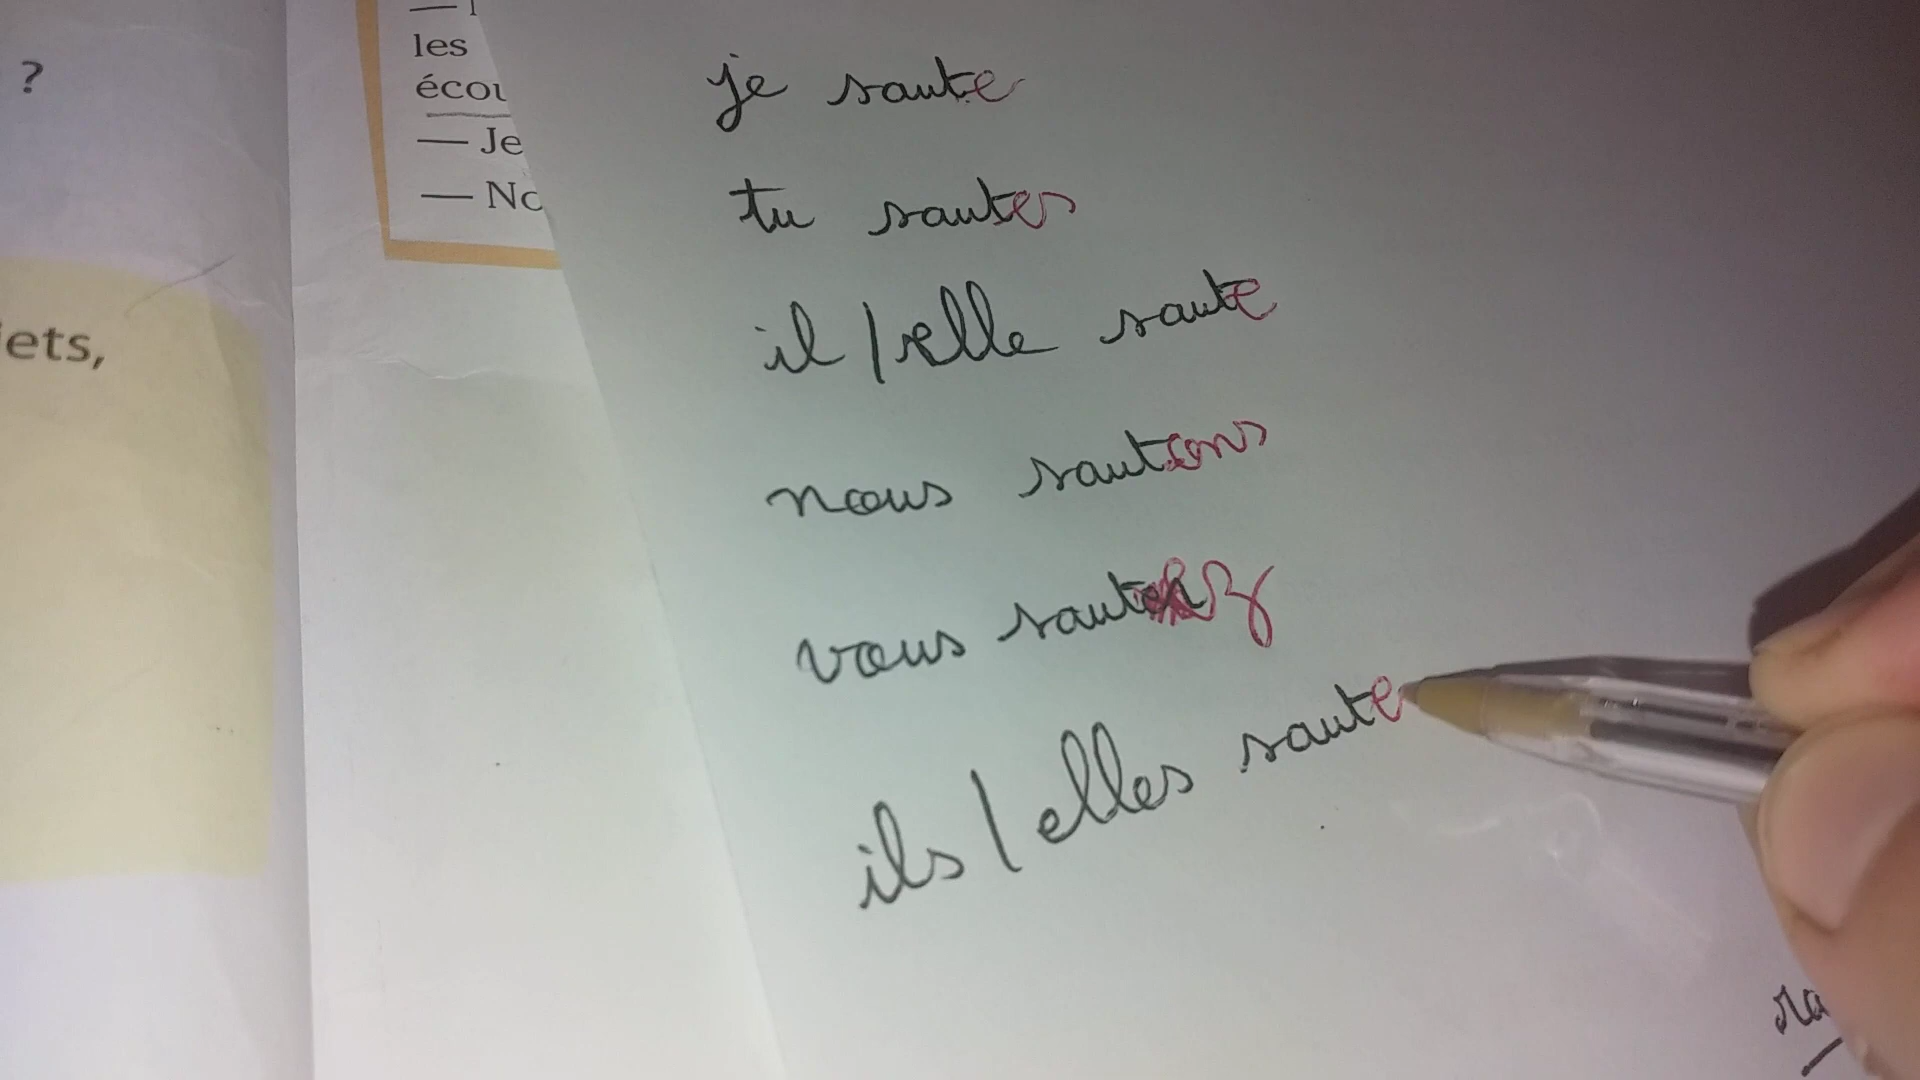 ?
ets,
les
écou
— Je
— No
je saute
tu sautes
il/elle saute
nous sautons
vous sautez
ils/elles saute
sa